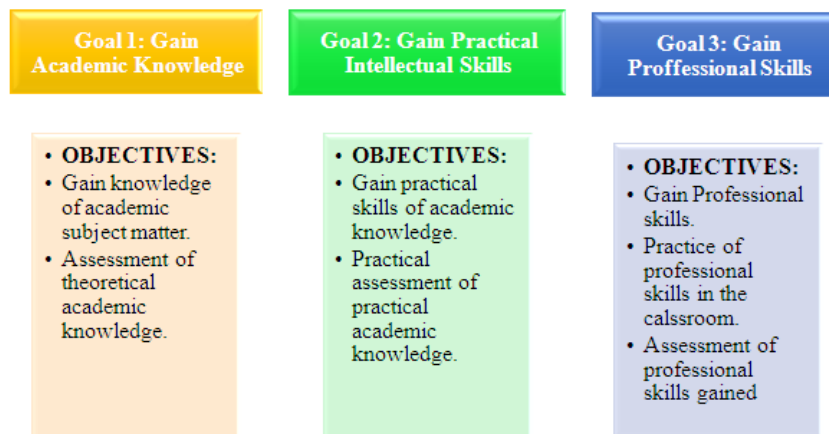 Goal 1: Gain
Academic Knowledge
• OBJECTIVES:
• Gain knowledge
of academic
subject matter.
• Assessment of
theoretical
academic
knowledge.
Goal 2: Gain Practical
Intellectual Skills
• OBJECTIVES:
• Gain practical
skills of academic
knowledge.
• Practical
assessment of
practical
academic
knowledge.
Goal 3: Gain
Proffessional Skills
• OBJECTIVES:
• Gain Professional
skills.
• Practice of
professional
skills in the
calssroom.
• Assessment of
professional
skills gained